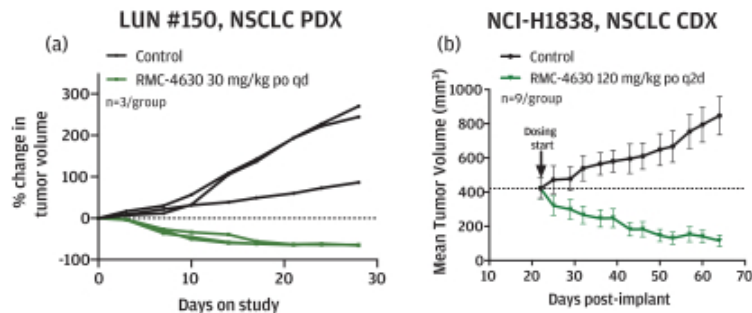 LUN #150, NSCLC PDX
(a)
Control
RMC-4630 30 mg/kg po qd
n=3/group
% change in
tumor volume
300
200
100
0
-100
0
10
20
30
Days on study
NCI-H1838, NSCLC CDX
(b)
Control
RMC-4630 120 mg/kg po q2d
n=9/group
Dosing
start
Mean Tumor Volume (mm³)
1000
800
600
400
200
0
10
20
30
40
50
60
70
Days post-implant